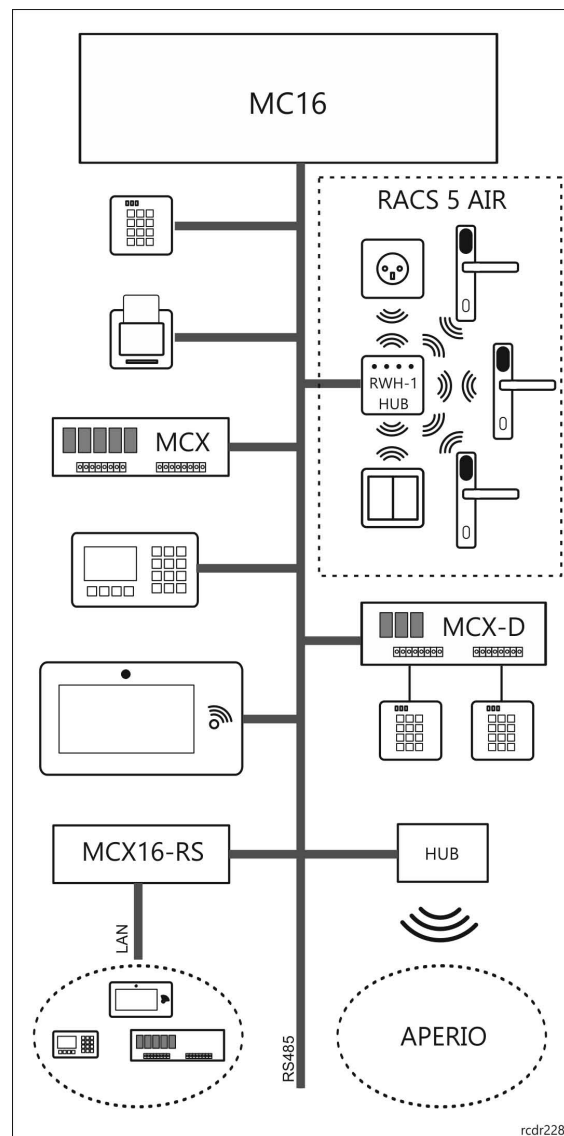 MC16
RACS 5 AIR
RWH-1
HUB
MCX
MCX-D
MCX16-RS
HUB
LAN
APERIO
RS485
rcdr228